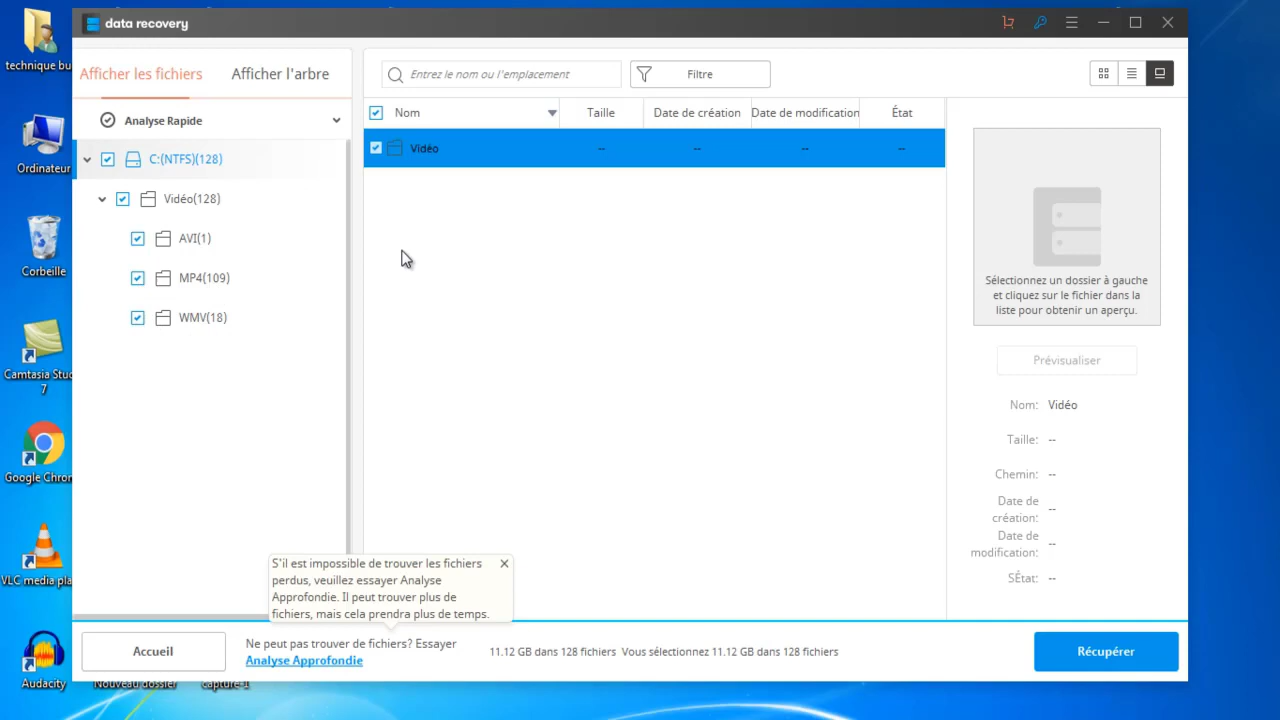 technique bu
Ordinateur
Corbeille
Camtasia Stu
7
Google Chron
VLC media pla
Audacity
Nouveau dossier
capture-1
data recovery
Afficher les fichiers
Afficher l'arbre
Analyse Rapide
C:(NTFS)(128)
Vidéo(128)
AVI(1)
MP4(109)
WMV(18)
Entrez le nom ou l'emplacement
Filtre
Nom
Taille
Date de création
Date de modification
État
Vidéo
--
--
--
--
Sélectionnez un dossier à gauche
et cliquez sur le fichier dans la
liste pour obtenir un aperçu.
Prévisualiser
Nom: Vidéo
Taille: --
Chemin: --
Date de
création: --
Date de
modification: --
SÉtat: --
S'il est impossible de trouver les fichiers
perdus, veuillez essayer Analyse
Approfondie. Il peut trouver plus de
fichiers, mais cela prendra plus de temps.
Accueil
Ne peut pas trouver de fichiers? Essayer
Analyse Approfondie
11.12 GB dans 128 fichiers Vous sélectionnez 11.12 GB dans 128 fichiers
Récupérer